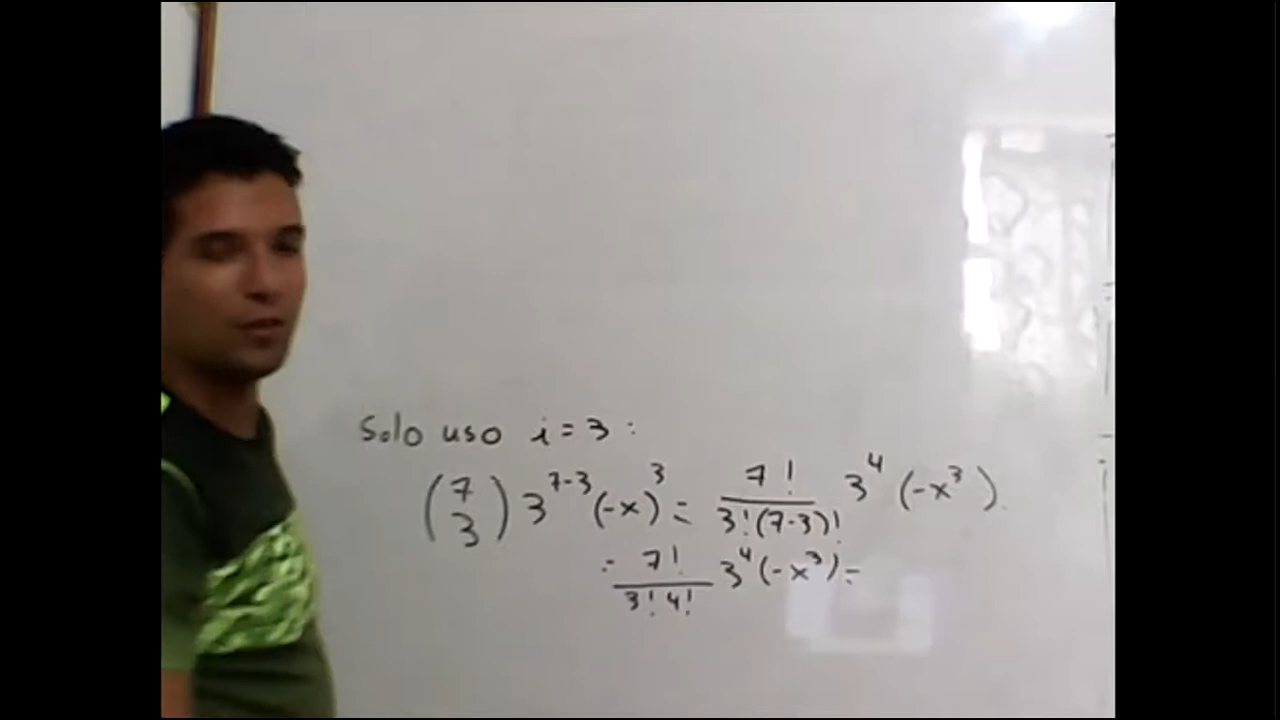 Solo uso i = 3 :
(7 3) 3^{7-3} (-x)^3 = 7! / 3!(7-3)! 3^4 (-x^3).
= 7! / 3!4! 3^4 (-x^3) =